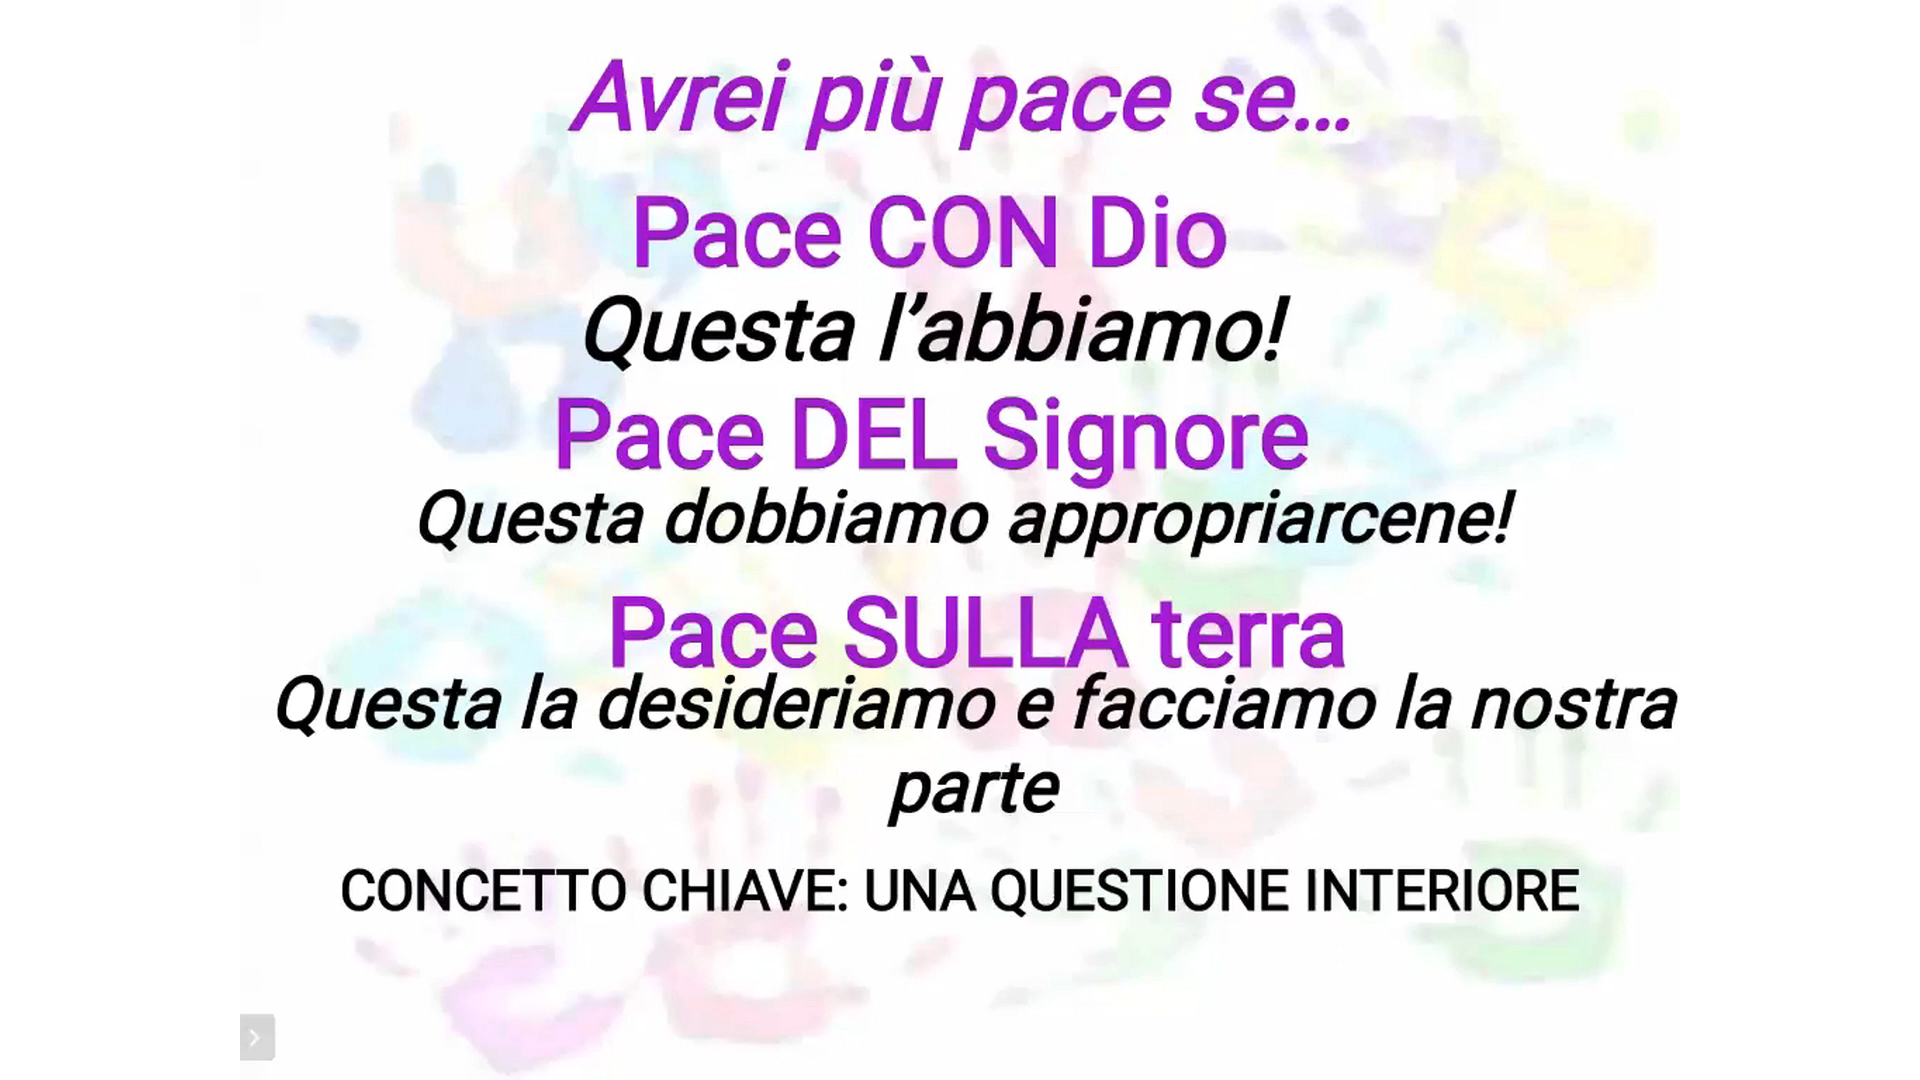 Avrei più pace se...
Pace CON Dio
Questa l’abbiamo!
Pace DEL Signore
Questa dobbiamo appropriarcene!
Pace SULLA terra
Questa la desideriamo e facciamo la nostra
parte
CONCETTO CHIAVE: UNA QUESTIONE INTERIORE